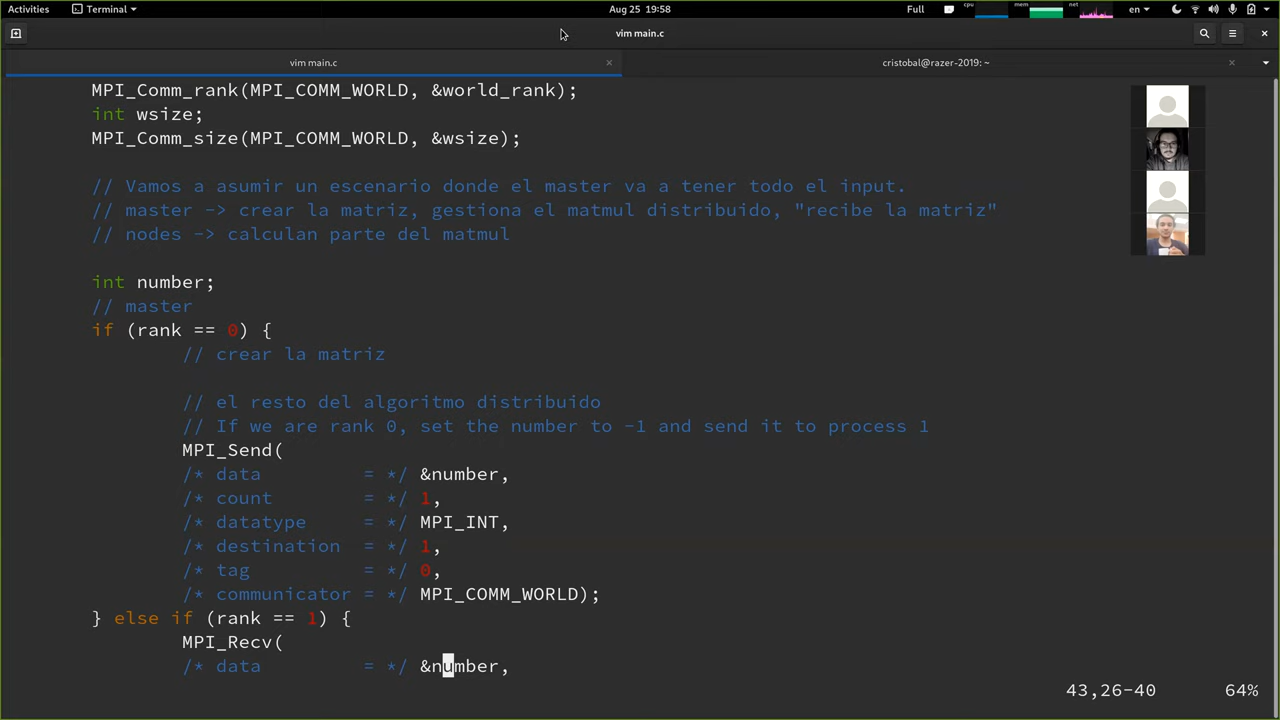 Activities Terminal Aug 25 19:58 Full cpu mem net en
vim main.c
vim main.c cristobal@razer-2019: ~
MPI_Comm_rank(MPI_COMM_WORLD, &world_rank);
int wsize;
MPI_Comm_size(MPI_COMM_WORLD, &wsize);
// Vamos a asumir un escenario donde el master va a tener todo el input.
// master -> crear la matriz, gestiona el matmul distribuido, "recibe la matriz"
// nodes -> calculan parte del matmul
int number;
// master
if (rank == 0) {
// crear la matriz
// el resto del algoritmo distribuido
// If we are rank 0, set the number to -1 and send it to process 1
MPI_Send(
/* data = */ &number,
/* count = */ 1,
/* datatype = */ MPI_INT,
/* destination = */ 1,
/* tag = */ 0,
/* communicator = */ MPI_COMM_WORLD);
} else if (rank == 1) {
MPI_Recv(
/* data = */ &number,
43,26-40 64%